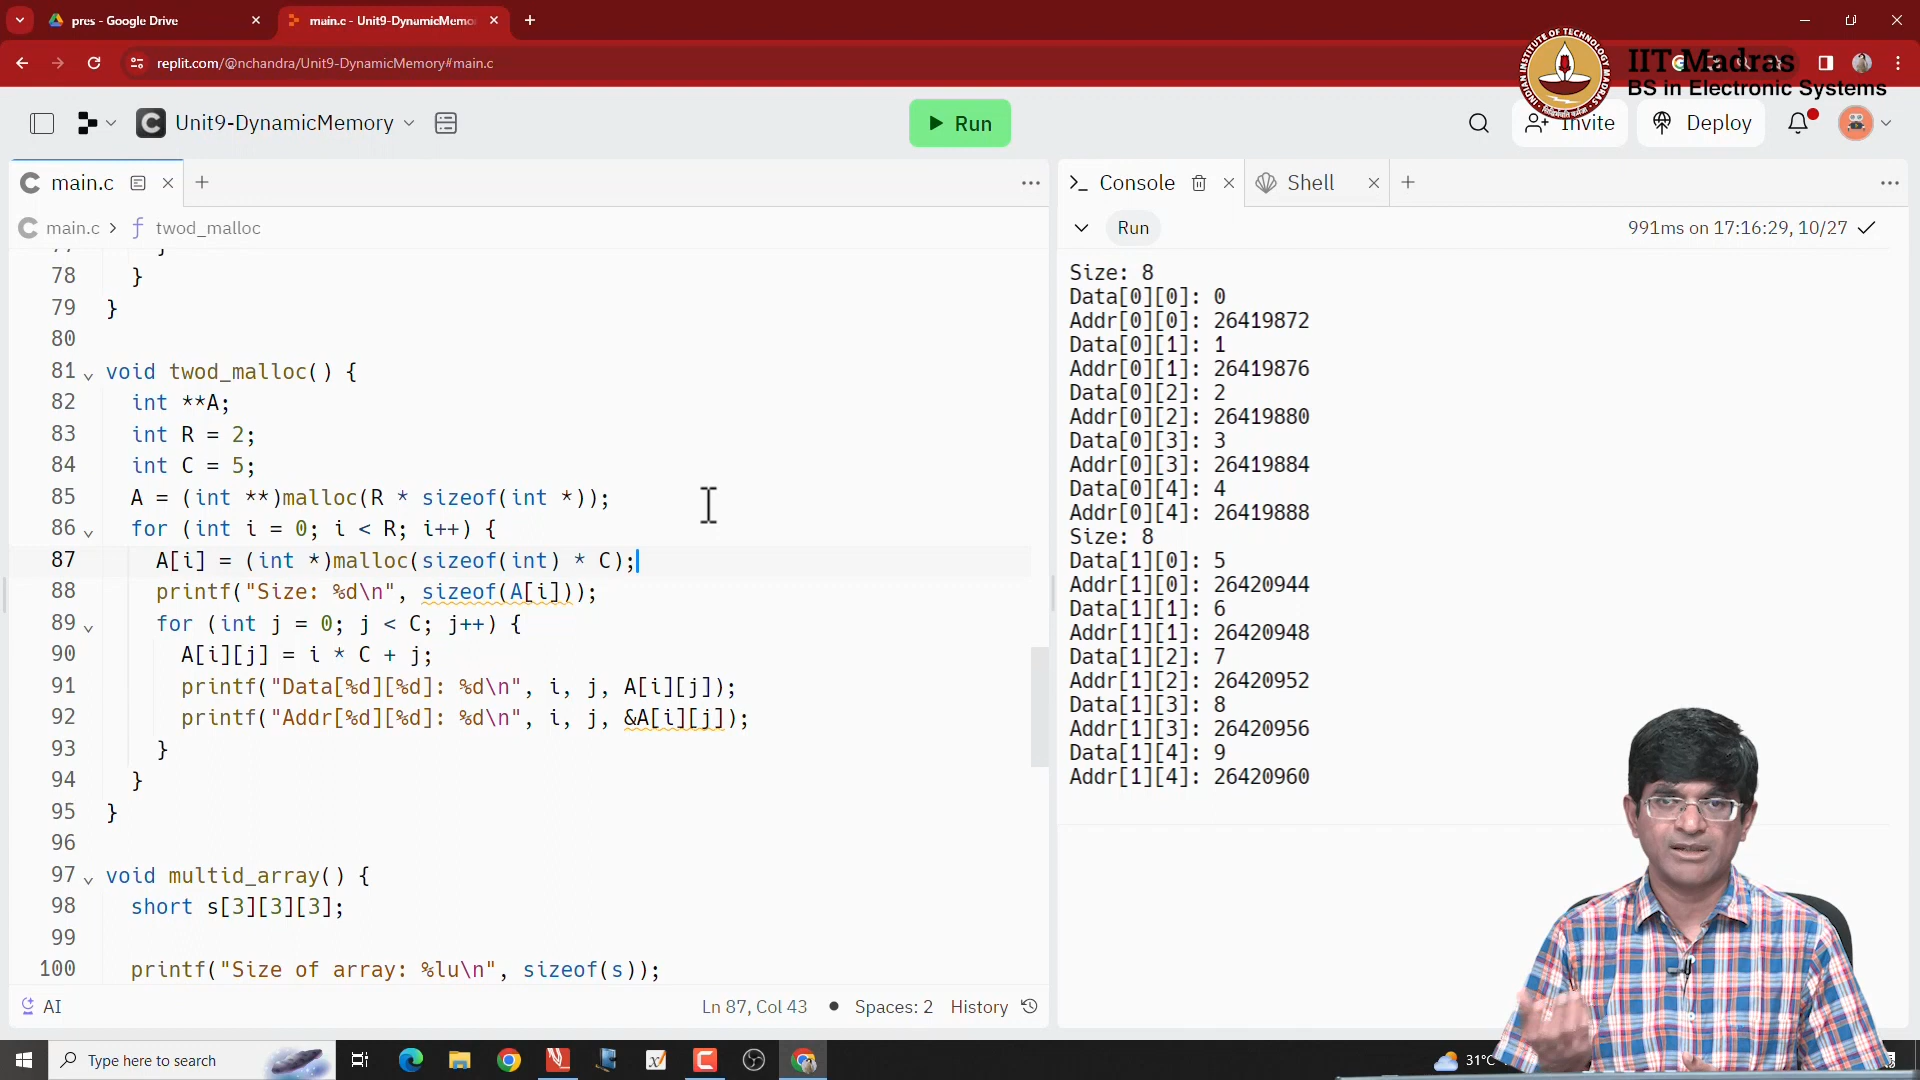 pres - Google Drive
main.c - Unit9-DynamicMemo
replit.com/@nchandra/Unit9-DynamicMemory#main.c
IIT Madras
BS in Electronic Systems
Unit9-DynamicMemory
Run
Invite
Deploy
main.c
Console
Shell
main.c > twod_malloc
Run
991ms on 17:16:29, 10/27
77 }
78 }
79 }
80
81 void twod_malloc() {
82 int **A;
83 int R = 2;
84 int C = 5;
85 A = (int **)malloc(R * sizeof(int *));
86 for (int i = 0; i < R; i++) {
87 A[i] = (int *)malloc(sizeof(int) * C);
88 printf("Size: %d\n", sizeof(A[i]));
89 for (int j = 0; j < C; j++) {
90 A[i][j] = i * C + j;
91 printf("Data[%d][%d]: %d\n", i, j, A[i][j]);
92 printf("Addr[%d][%d]: %d\n", i, j, &A[i][j]);
93 }
94 }
95 }
96
97 void multid_array() {
98 short s[3][3][3];
99
100 printf("Size of array: %lu\n", sizeof(s));
Size: 8
Data[0][0]: 0
Addr[0][0]: 26419872
Data[0][1]: 1
Addr[0][1]: 26419876
Data[0][2]: 2
Addr[0][2]: 26419880
Data[0][3]: 3
Addr[0][3]: 26419884
Data[0][4]: 4
Addr[0][4]: 26419888
Size: 8
Data[1][0]: 5
Addr[1][0]: 26420944
Data[1][1]: 6
Addr[1][1]: 26420948
Data[1][2]: 7
Addr[1][2]: 26420952
Data[1][3]: 8
Addr[1][3]: 26420956
Data[1][4]: 9
Addr[1][4]: 26420960
AI
Ln 87, Col 43 • Spaces: 2 History
Type here to search
31°C